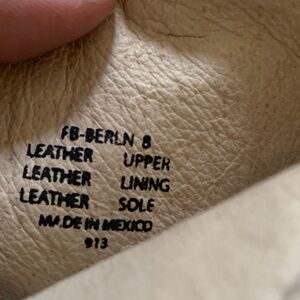 FB-BERLN 8
LEATHER UPPER
LEATHER LINING
LEATHER SOLE
MADE IN MEXICO
913